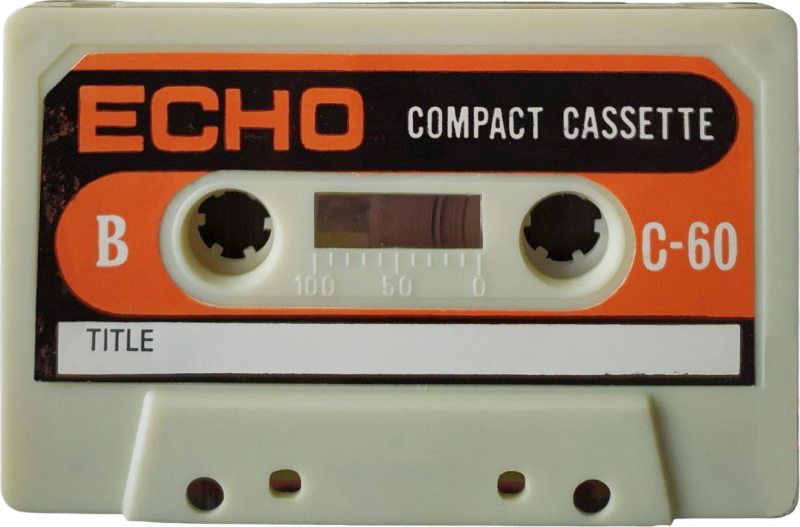 ECHO COMPACT CASSETTE
B C-60
100 50 0
TITLE